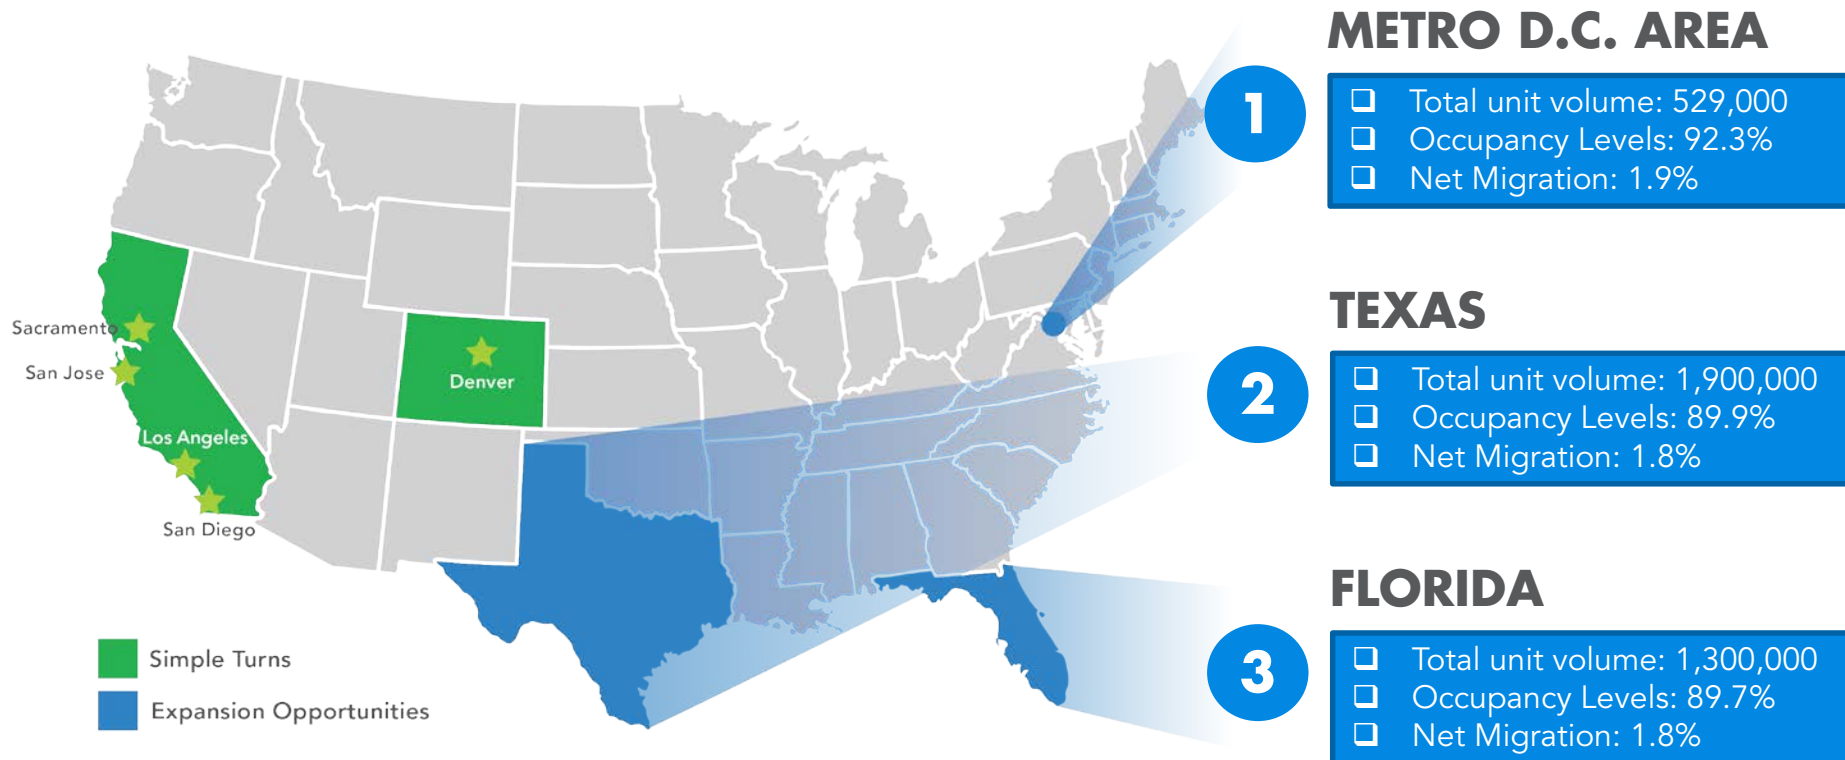 METRO D.C. AREA
1
Total unit volume: 529,000
Occupancy Levels: 92.3%
Net Migration: 1.9%
TEXAS
2
Total unit volume: 1,900,000
Occupancy Levels: 89.9%
Net Migration: 1.8%
FLORIDA
3
Total unit volume: 1,300,000
Occupancy Levels: 89.7%
Net Migration: 1.8%
Sacramento
San Jose
Denver
Los Angeles
San Diego
Simple Turns
Expansion Opportunities